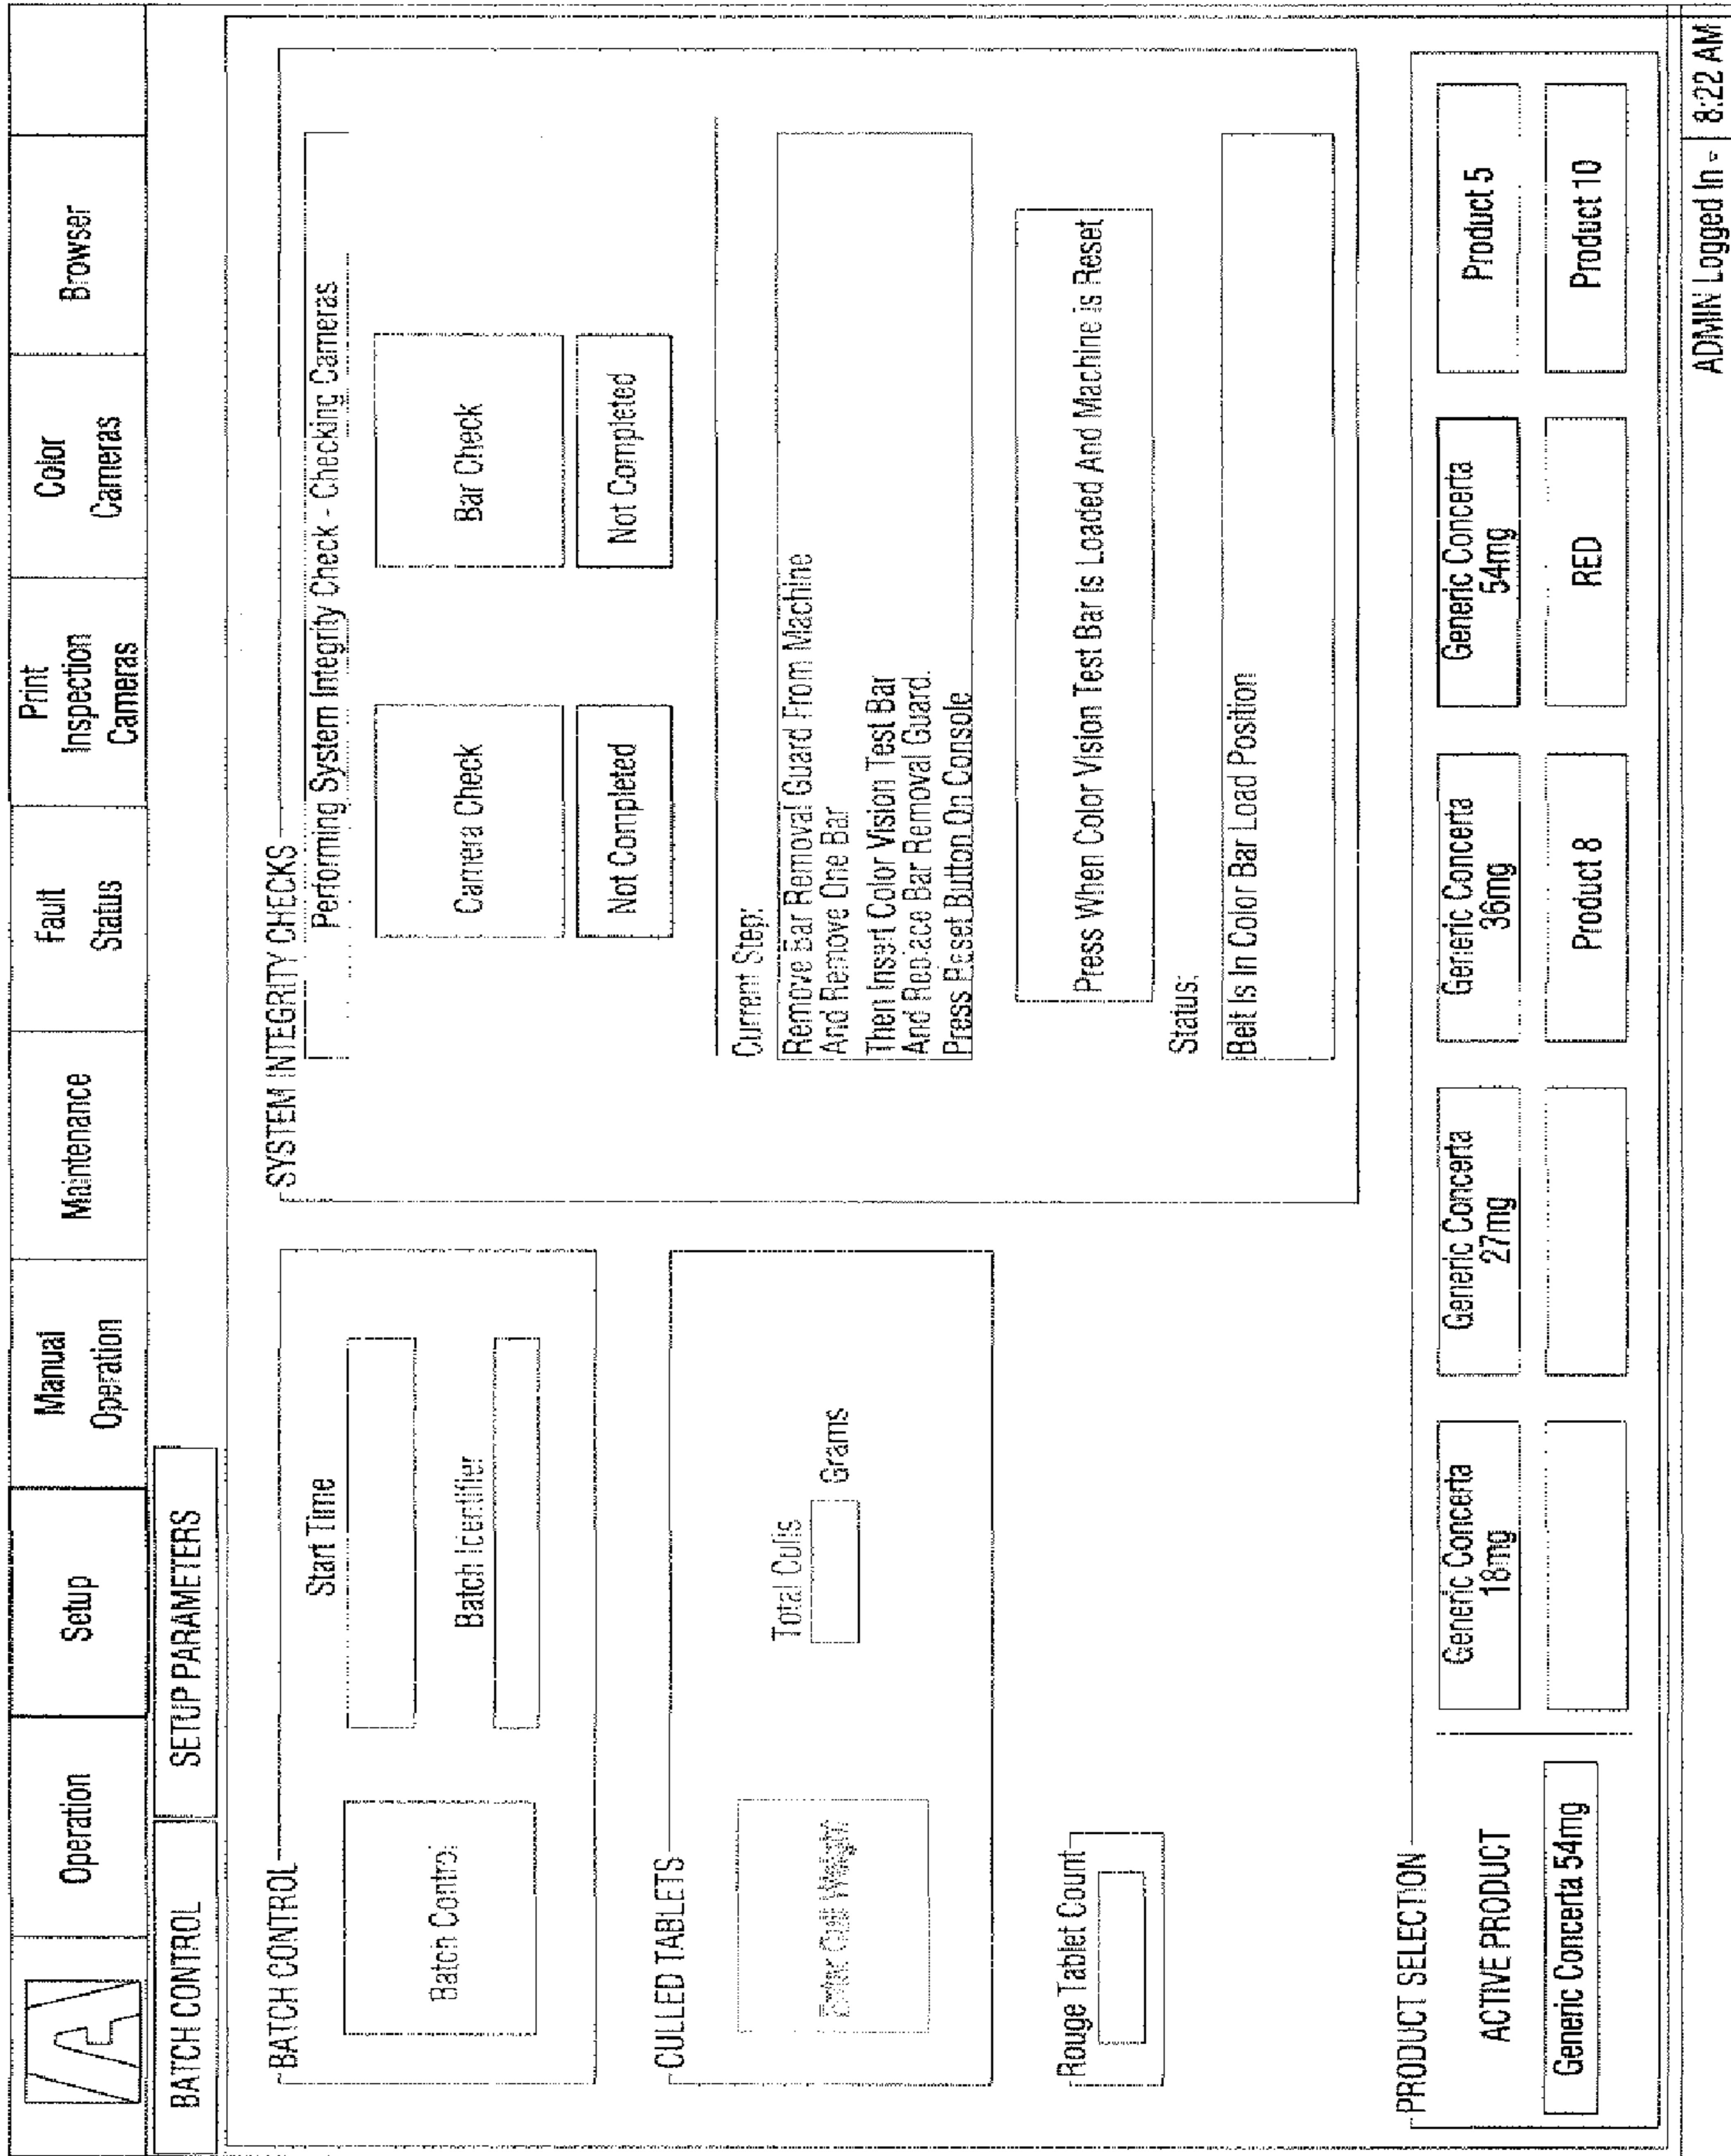 A
Operation
Setup
Manual
Operation
Maintenance
Fault
Status
Print
Inspection
Cameras
Color
Cameras
Browser
BATCH CONTROL
SETUP PARAMETERS
BATCH CONTROL
Batch Control
Start Time
Batch Identifier
CULLED TABLETS
Enter Cull Weight
Total Culls
Grams
Rouge Tablet Count
SYSTEM INTEGRITY CHECKS
Performing System Integrity Check - Checking Cameras
Camera Check
Bar Check
Not Completed
Not Completed
Current Step:
Remove Bar Removal Guard From Machine
And Remove One Bar
Then Insert Color Vision Test Bar
And Replace Bar Removal Guard.
Press Reset Button On Console
Press When Color Vision Test Bar is Loaded And Machine is Reset
Status:
Belt Is In Color Bar Load Position
PRODUCT SELECTION
ACTIVE PRODUCT
Generic Concerta 54mg
Generic Concerta
18mg
Generic Concerta
27mg
Generic Concerta
36mg
Generic Concerta
54mg
Product 5
Product 8
RED
Product 10
ADMIN Logged In -
8:22 AM